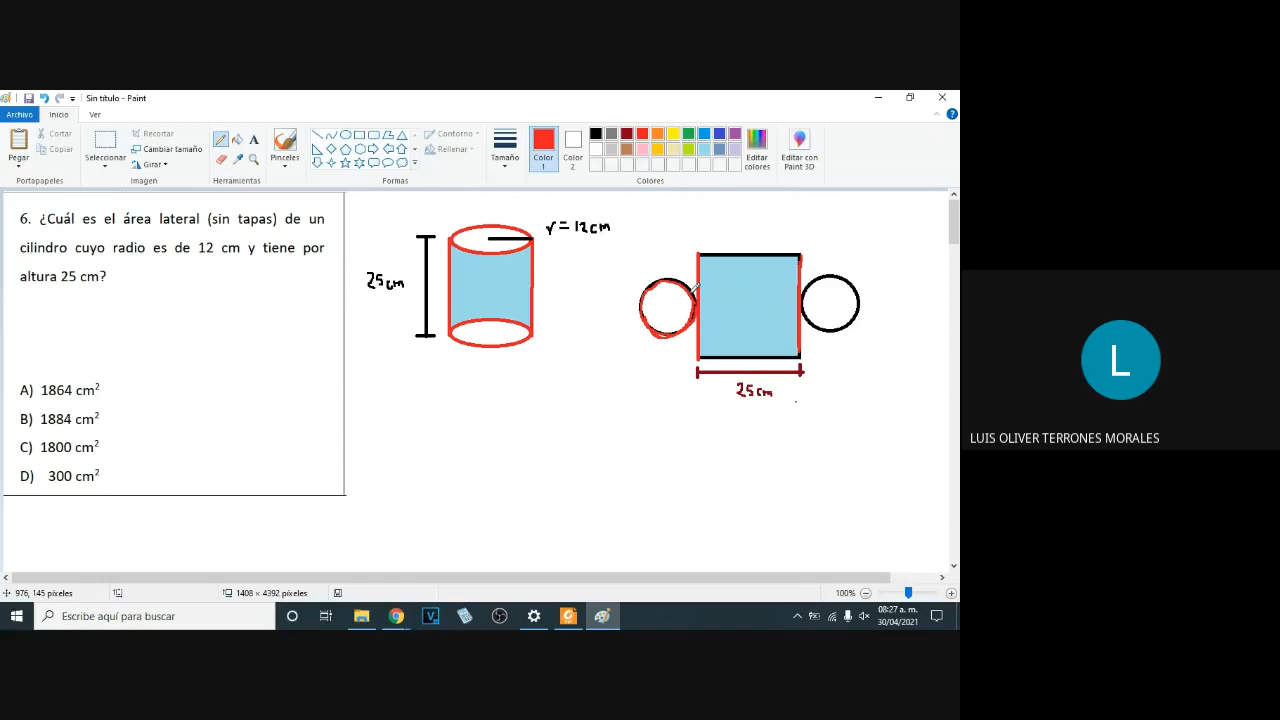 Sin título - Paint
Archivo
Inicio
Ver
Pegar
Cortar
Copiar
Portapapeles
Seleccionar
Recortar
Cambiar tamaño
Girar
Imagen
A
Herramientas
Pinceles
Formas
Contorno
Rellenar
Tamaño
Color 1
Color 2
Editar colores
Editar con Paint 3D
Colores
6. ¿Cuál es el área lateral (sin tapas) de un
cilindro cuyo radio es de 12 cm y tiene por
altura 25 cm?
A) 1864 cm²
B) 1884 cm²
C) 1800 cm²
D) 300 cm²
r = 12cm
25cm
25cm
L
LUIS OLIVER TERRONES MORALES
976, 145 píxeles
1408 × 4392 píxeles
100%
Escribe aquí para buscar
V
08:27 a. m.
30/04/2021